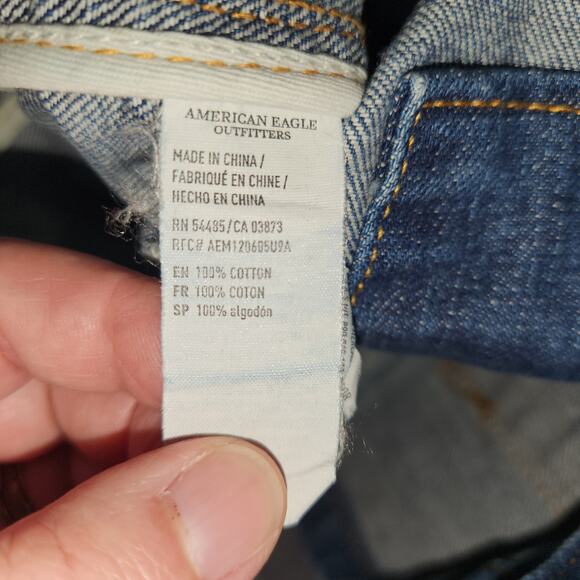 AMERICAN EAGLE
OUTFITTERS
MADE IN CHINA /
FABRIQUÉ EN CHINE /
HECHO EN CHINA
RN 54485/CA 03873
RFC# AEM120605U9A
EN 100% COTTON
FR 100% COTON
SP 100% algodón